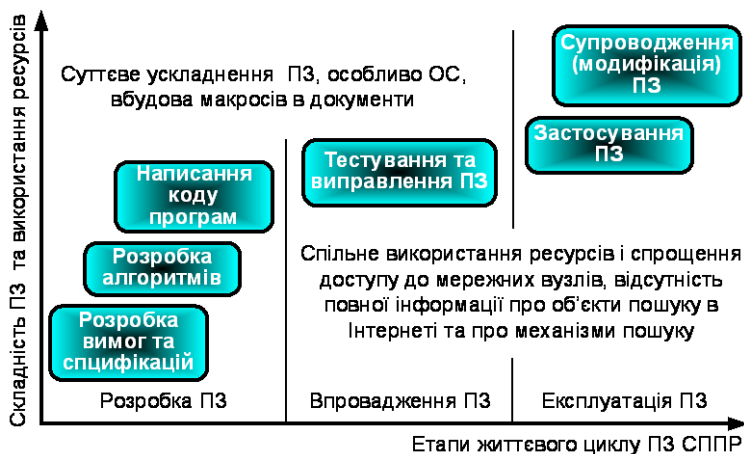 Складність ПЗ та використання ресурсів
Суттєве ускладнення ПЗ, особливо ОС,
вбудова макросів в документи
Супроводження
(модифікація)
ПЗ
Застосування
ПЗ
Тестування та
виправлення ПЗ
Написання
коду
програм
Розробка
алгоритмів
Розробка
вимог та
спцифікацій
Спільне використання ресурсів і спрощення
доступу до мережних вузлів, відсутність
повної інформації про об’єкти пошуку в
Інтернеті та про механізми пошуку
Розробка ПЗ
Впровадження ПЗ
Експлуатація ПЗ
Етапи життєвого циклу ПЗ СППР